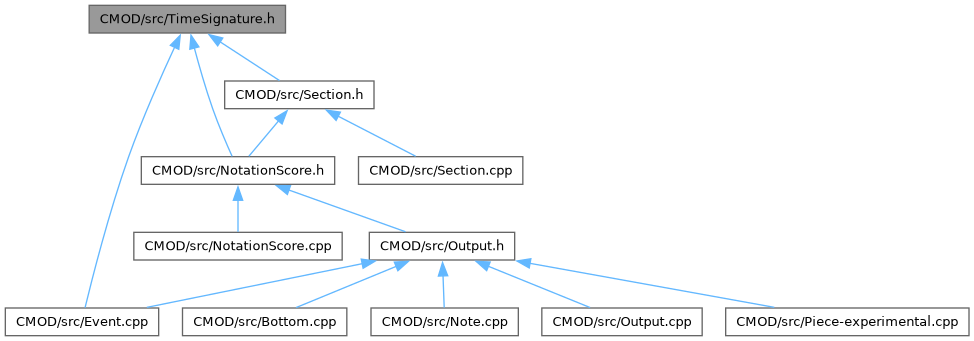 CMOD/src/TimeSignature.h
CMOD/src/Section.h
CMOD/src/NotationScore.h
CMOD/src/Section.cpp
CMOD/src/NotationScore.cpp
CMOD/src/Output.h
CMOD/src/Event.cpp
CMOD/src/Bottom.cpp
CMOD/src/Note.cpp
CMOD/src/Output.cpp
CMOD/src/Piece-experimental.cpp